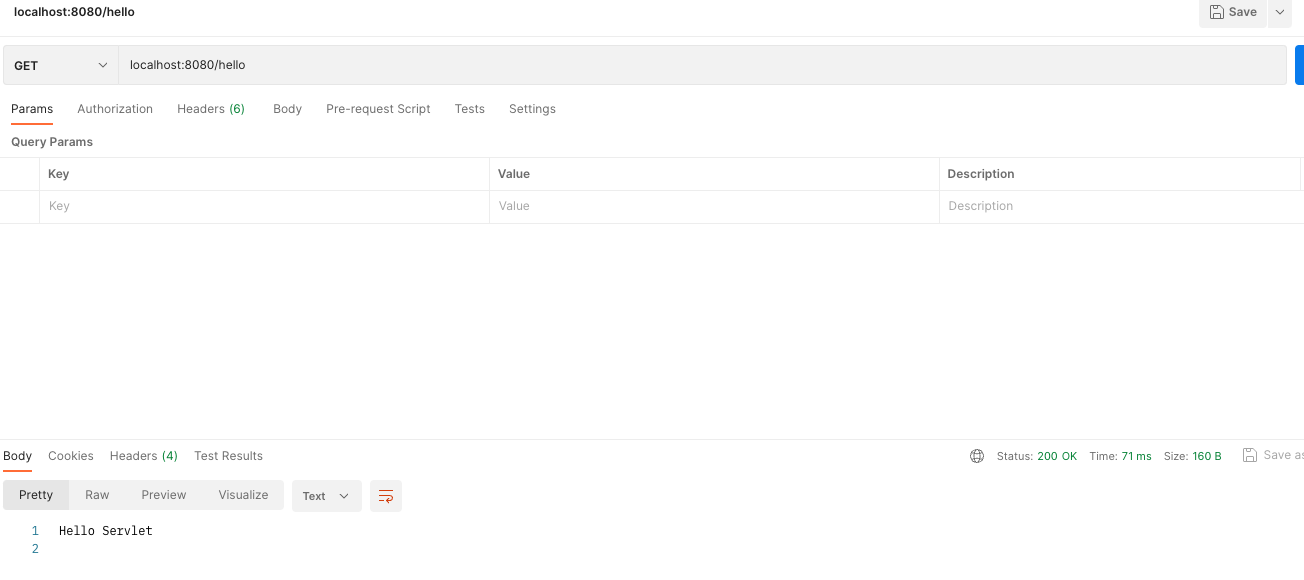 localhost:8080/hello
Save
GET localhost:8080/hello
Params Authorization Headers (6) Body Pre-request Script Tests Settings
Query Params
Key Value Description
Key Value Description
Body Cookies Headers (4) Test Results Status: 200 OK Time: 71 ms Size: 160 B Save as
Pretty Raw Preview Visualize Text
1 Hello Servlet
2